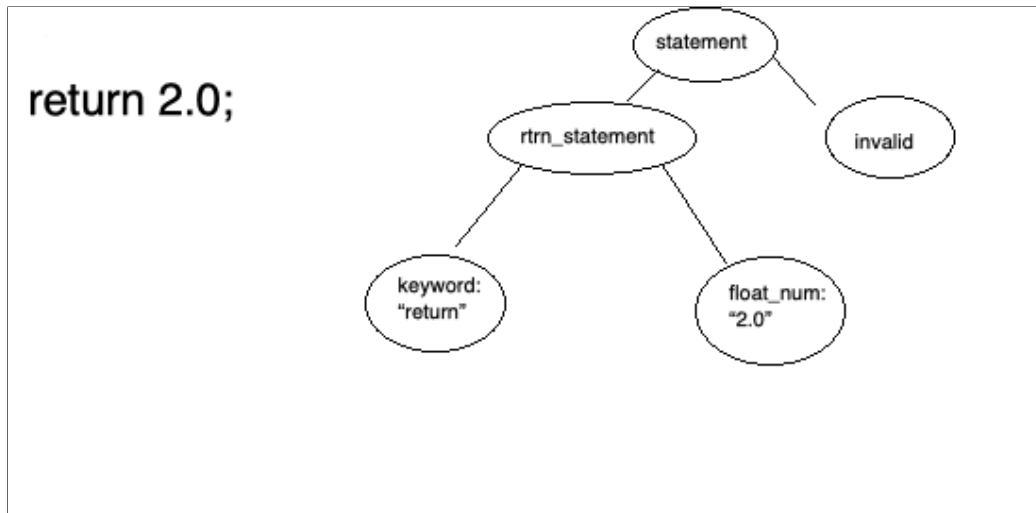 statement
return 2.0;
rtrn_statement
invalid
keyword:
“return”
float_num:
“2.0”